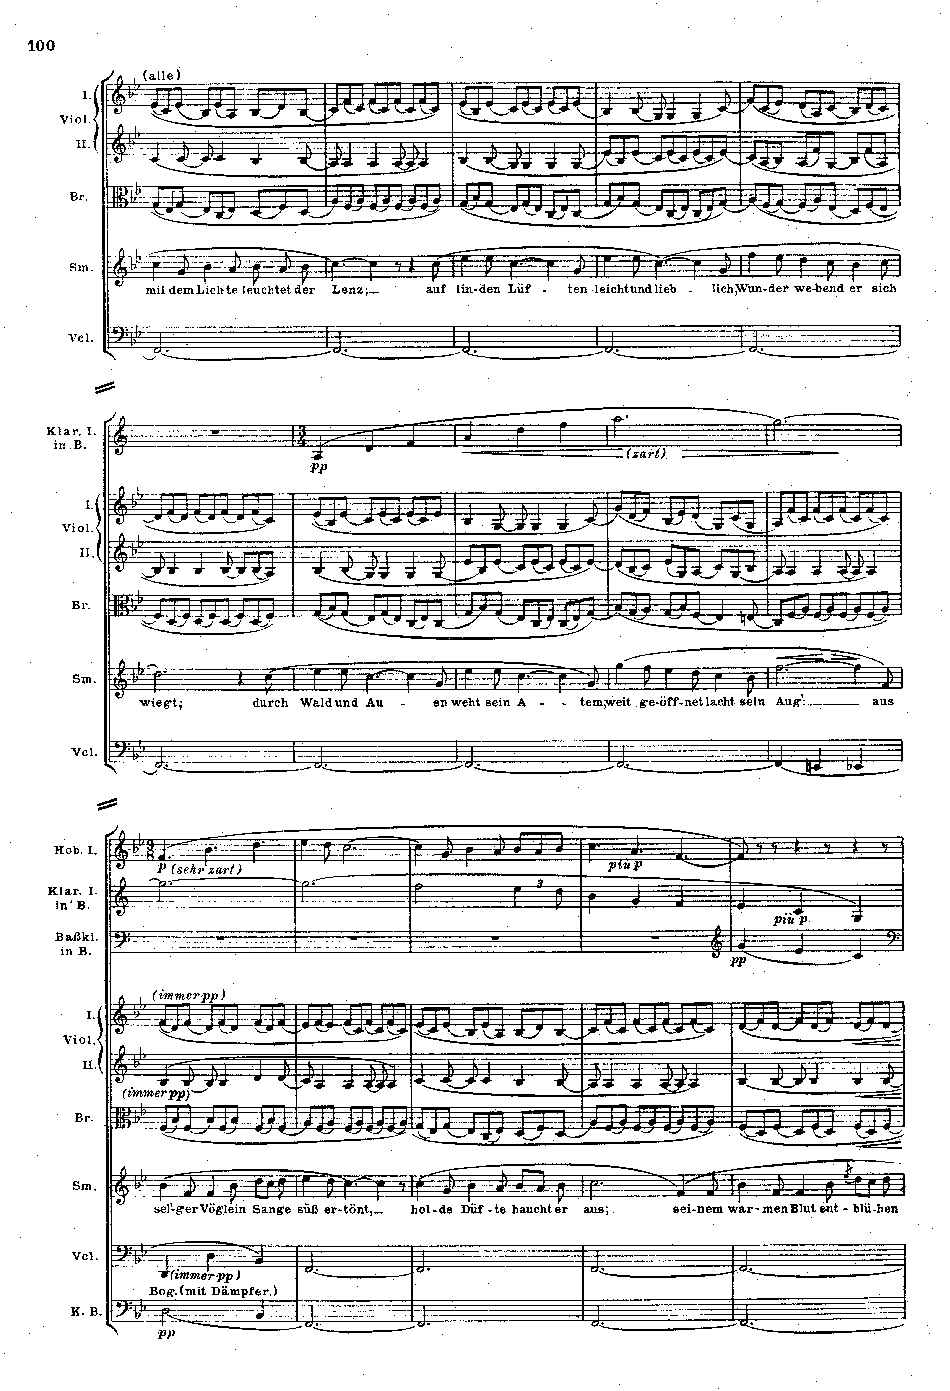 100
(alle)
I.
Viol.
II.
Br.
Sm.
mil dem Lichte leuchtet der Lenz; auf lin-den Lüf - ten leicht und lieb - lich, Wun-der we-bend er sich
Vcl.
Klar. I.
in B.
3
4
pp
(zart)
I.
Viol.
II.
Br.
Sm.
wiegt; durch Wald und Au - en weht sein A - tem, weit ge-öff-net lacht sein Aug': aus
Vcl.
Hob. I.
p (sehr zart)
più p
Klar. I.
in B.
3
più p
Baßkl.
in B.
pp
(immer pp)
I.
Viol.
II.
(immer pp)
Br.
Sm.
sel'-ger Vöglein Sange süß er-tönt, hol-de Düf-te haucht er aus; sei-nem war-men Blut ent-blü-hen
Vcl.
(immer pp)
Bog. (mit Dämpfer.)
K. B.
pp